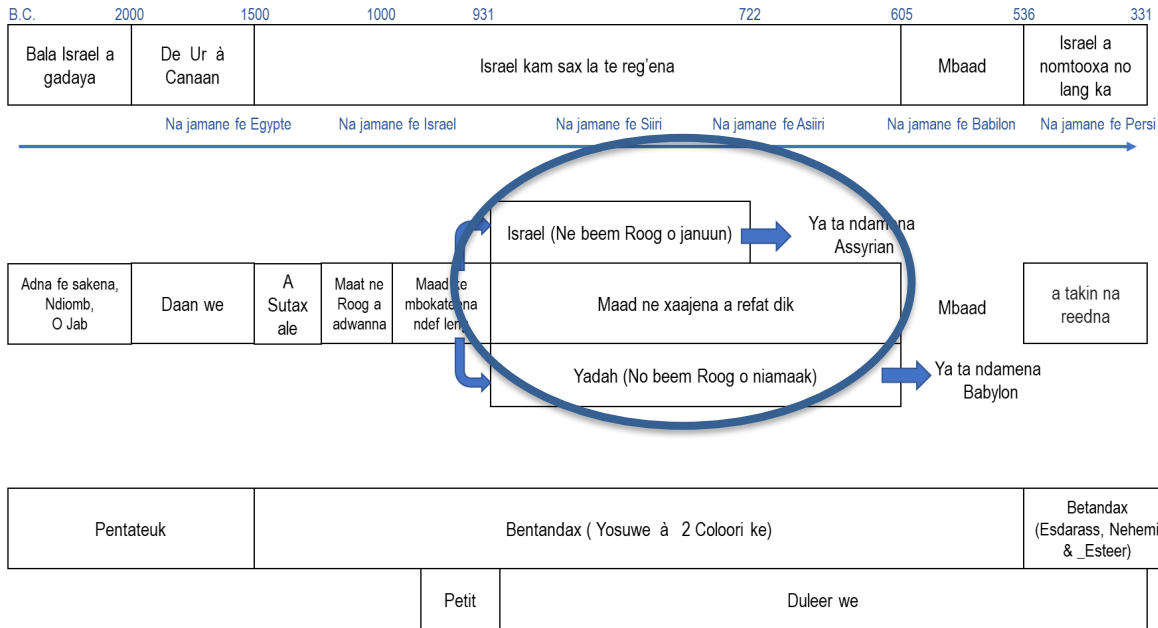 B.C.
2000
1500
1000
931
722
605
536
331
Bala Israel a
gadaya
De Ur à
Canaan
Israel kam sax la te reg’ena
Mbaad
Israel a
nomtooxa no
lang ka
Na jamane fe Egypte
Na jamane fe Israel
Na jamane fe Siiri
Na jamane fe Asiiri
Na jamane fe Babilon
Na jamane fe Persi
Israel (Ne beem Roog o januun)
Ya ta ndamena
Assyrian
Adna fe sakena,
Ndiomb,
O Jab
Daan we
A
Sutax
ale
Maat ne
Roog a
adwanna
Maad ke
mbokateena
ndef leng
Maad ne xaajena a refat dik
Mbaad
a takin na
reedna
Yadah (No beem Roog o niamaak)
Ya ta ndamena
Babylon
Pentateuk
Bentandax ( Yosuwe à 2 Coloori ke)
Betandax
(Esdarass, Nehemi
& _Esteer)
Petit
Duleer we